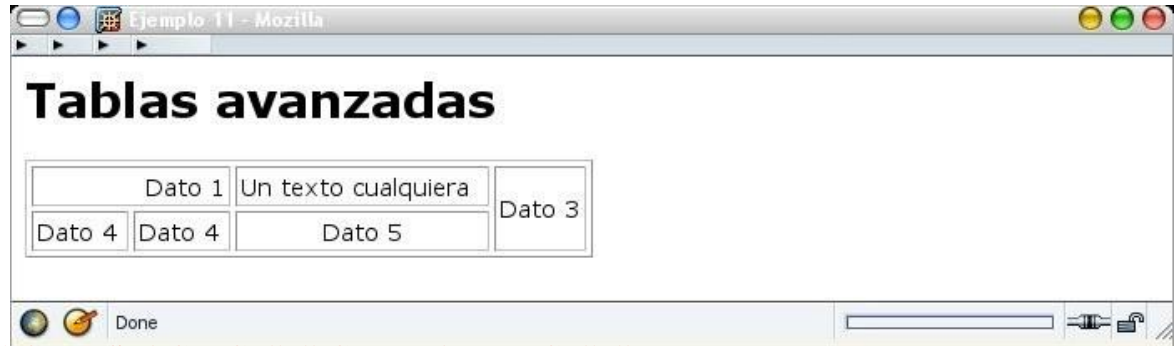 Ejemplo 11 - Mozilla
Tablas avanzadas
Dato 1 Un texto cualquiera Dato 3
Dato 4 Dato 4 Dato 5
Done